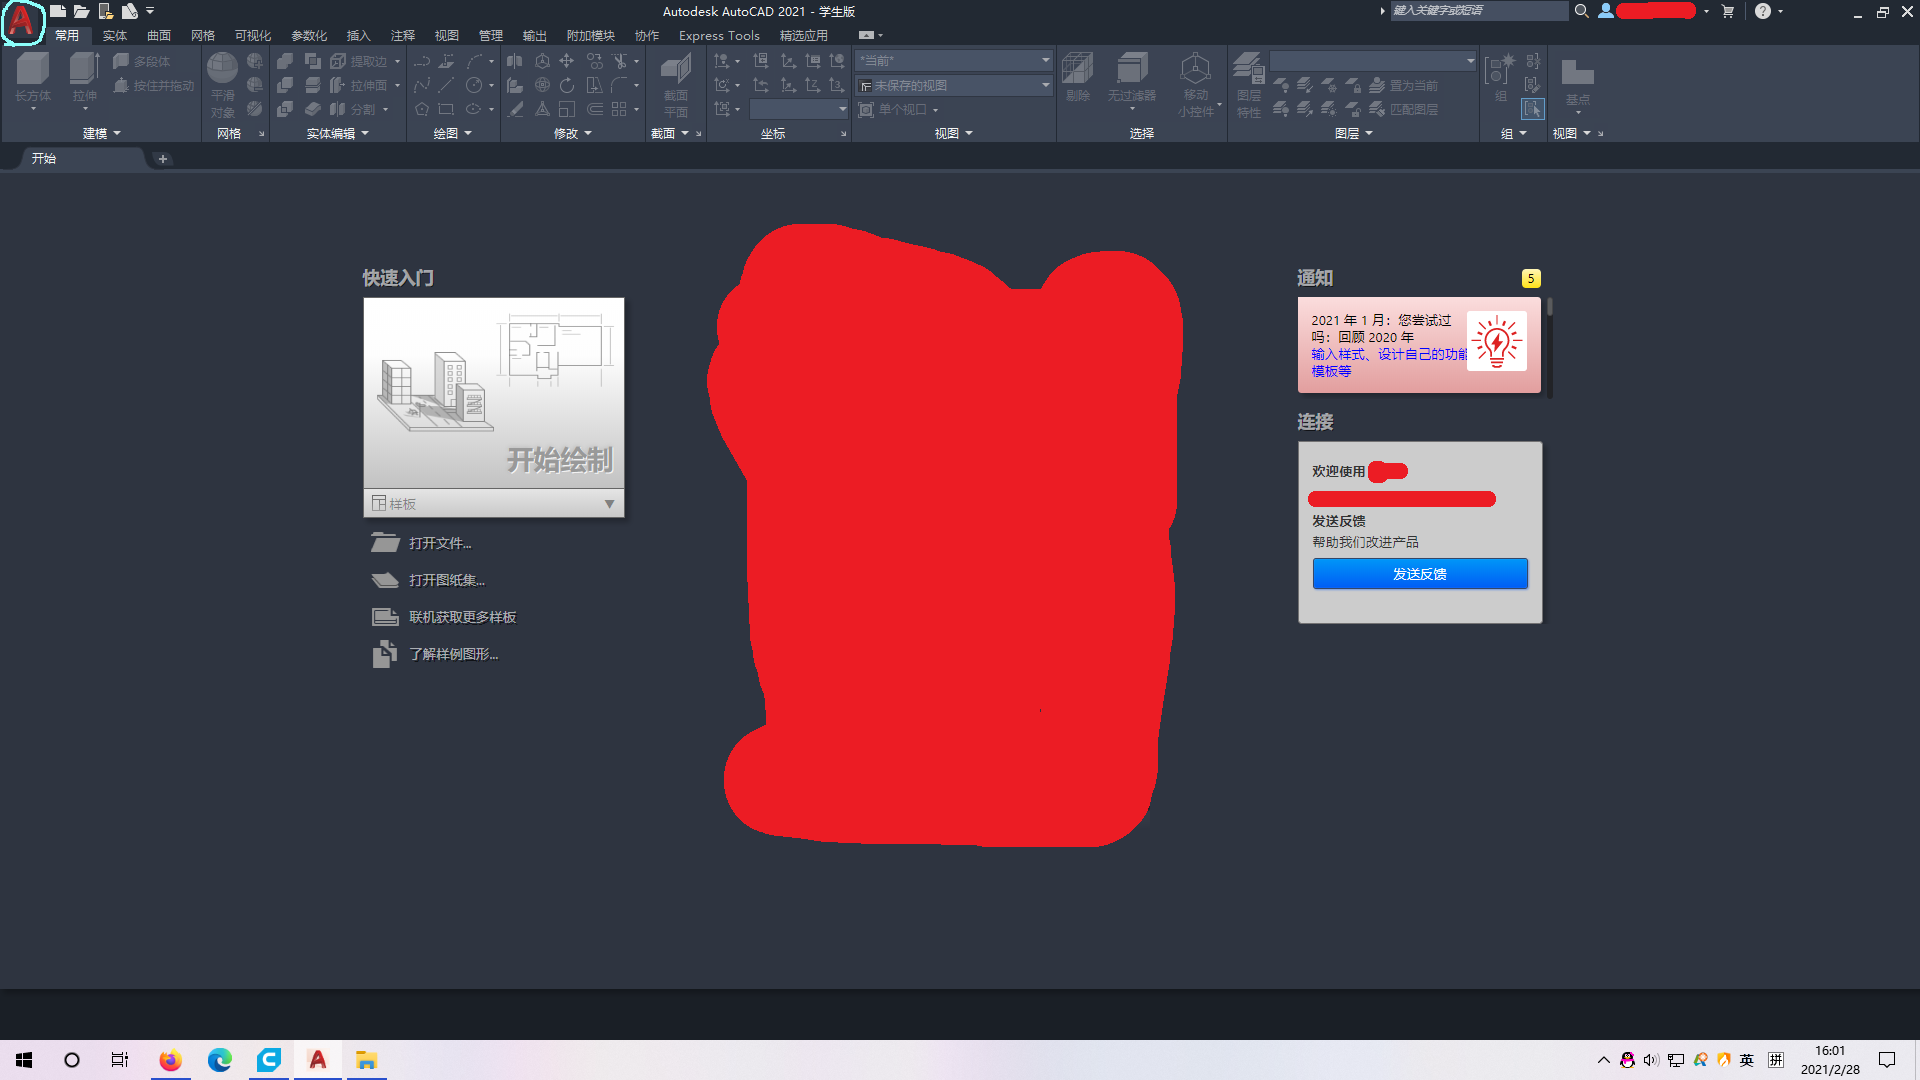 Autodesk AutoCAD 2021 - 学生版
键入关键字或短语
常用 实体 曲面 网格 可视化 参数化 插入 注释 视图 管理 输出 附加模块 协作 Express Tools 精选应用
长方体
拉伸
多段体
按住并拖动
建模
平滑
对象
网格
提取边
拉伸面
分割
实体编辑
绘图
修改
截面
平面
截面
坐标
*当前*
未保存的视图
单个视口
视图
剔除
无过滤器
移动
小控件
选择
图层
特性
置为当前
匹配图层
图层
组
组
基点
视图
开始
快速入门
开始绘制
样板
打开文件...
打开图纸集...
联机获取更多样板
了解样例图形...
通知
5
2021 年 1 月：您尝试过
吗：回顾 2020 年
输入样式、设计自己的功能
模板等
连接
欢迎使用
发送反馈
帮助我们改进产品
发送反馈
英
拼
16:01
2021/2/28